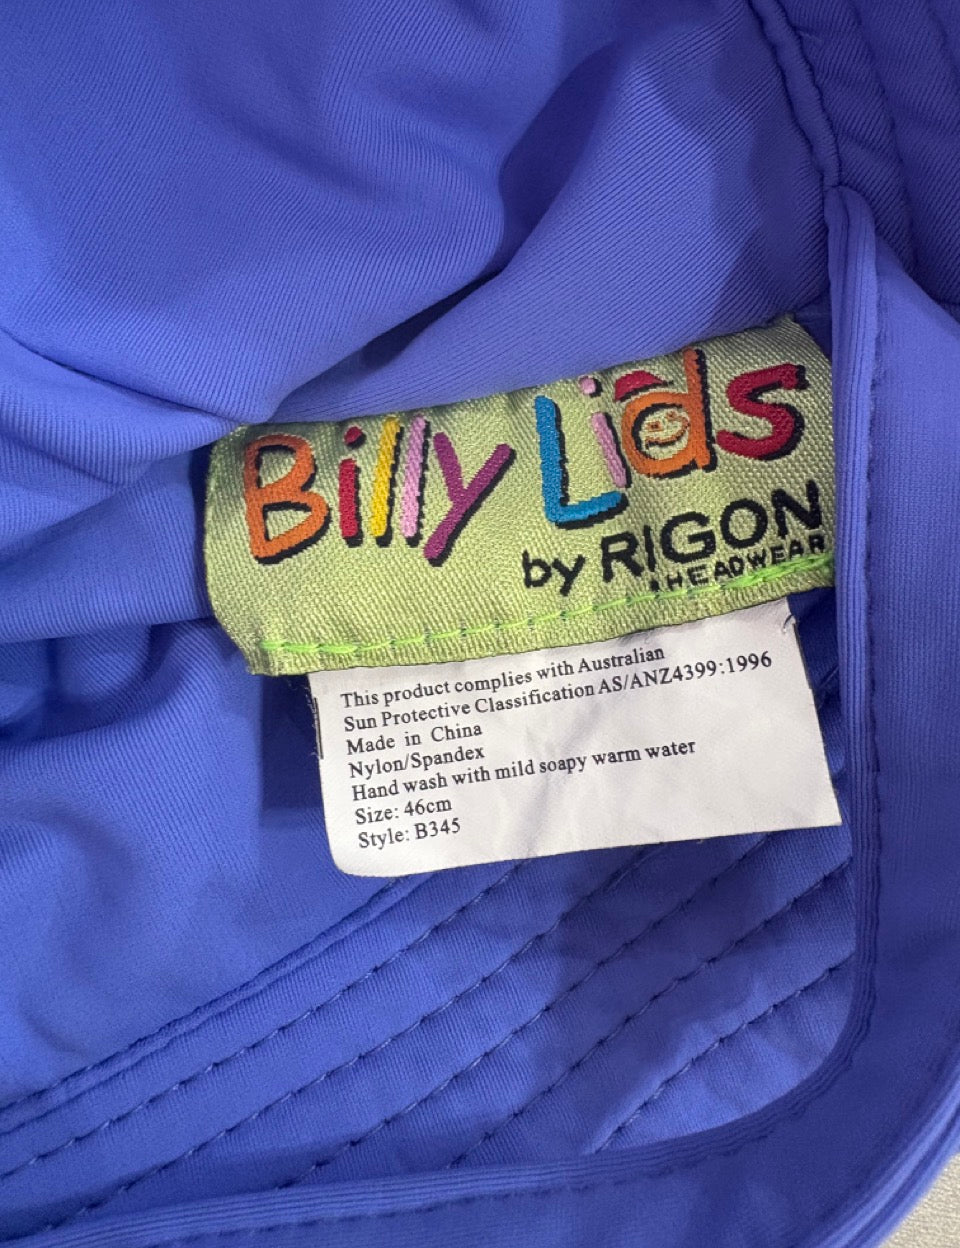 Billy Lids
by RIGON
HEADWEAR
This product complies with Australian
Sun Protective Classification AS/ANZ4399:1996
Made in China
Nylon/Spandex
Hand wash with mild soapy warm water
Size: 46cm
Style: B345